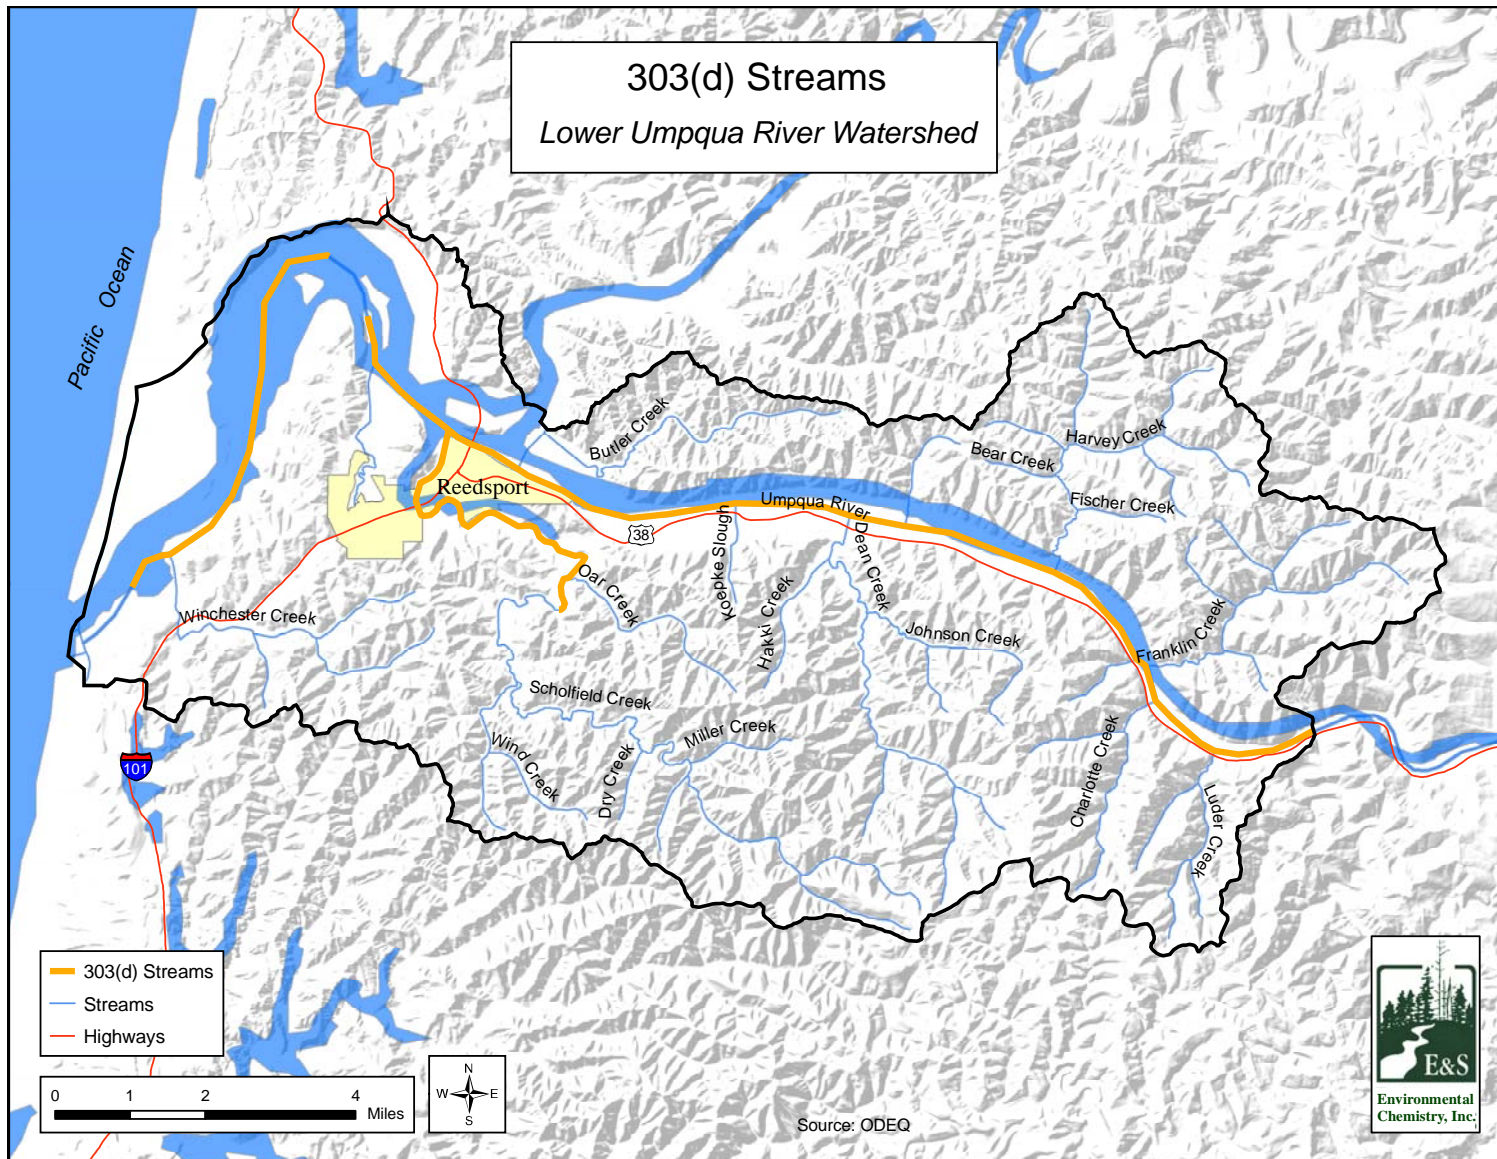 303(d) Streams
Lower Umpqua River Watershed
Pacific Ocean
Butler Creek
Harvey Creek
Bear Creek
Fischer Creek
Reedsport
Umpqua River
38
Koepke Slough
Dean Creek
Oar Creek
Hakki Creek
Winchester Creek
Johnson Creek
Franklin Creek
Scholfield Creek
Miller Creek
Wind Creek
Dry Creek
Charlotte Creek
Luder Creek
101
303(d) Streams
Streams
Highways
0 1 2 4
Miles
N
W E
S
Source: ODEQ
E&S
Environmental
Chemistry, Inc.